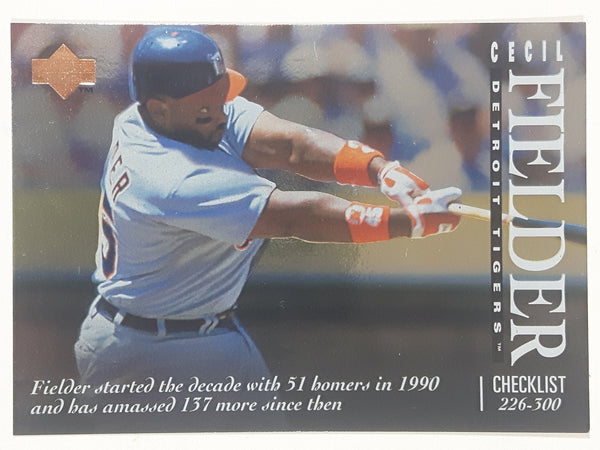 CECIL
FIELDER
DETROIT TIGERS™
Fielder started the decade with 51 homers in 1990
and has amassed 137 more since then
CHECKLIST
226-300